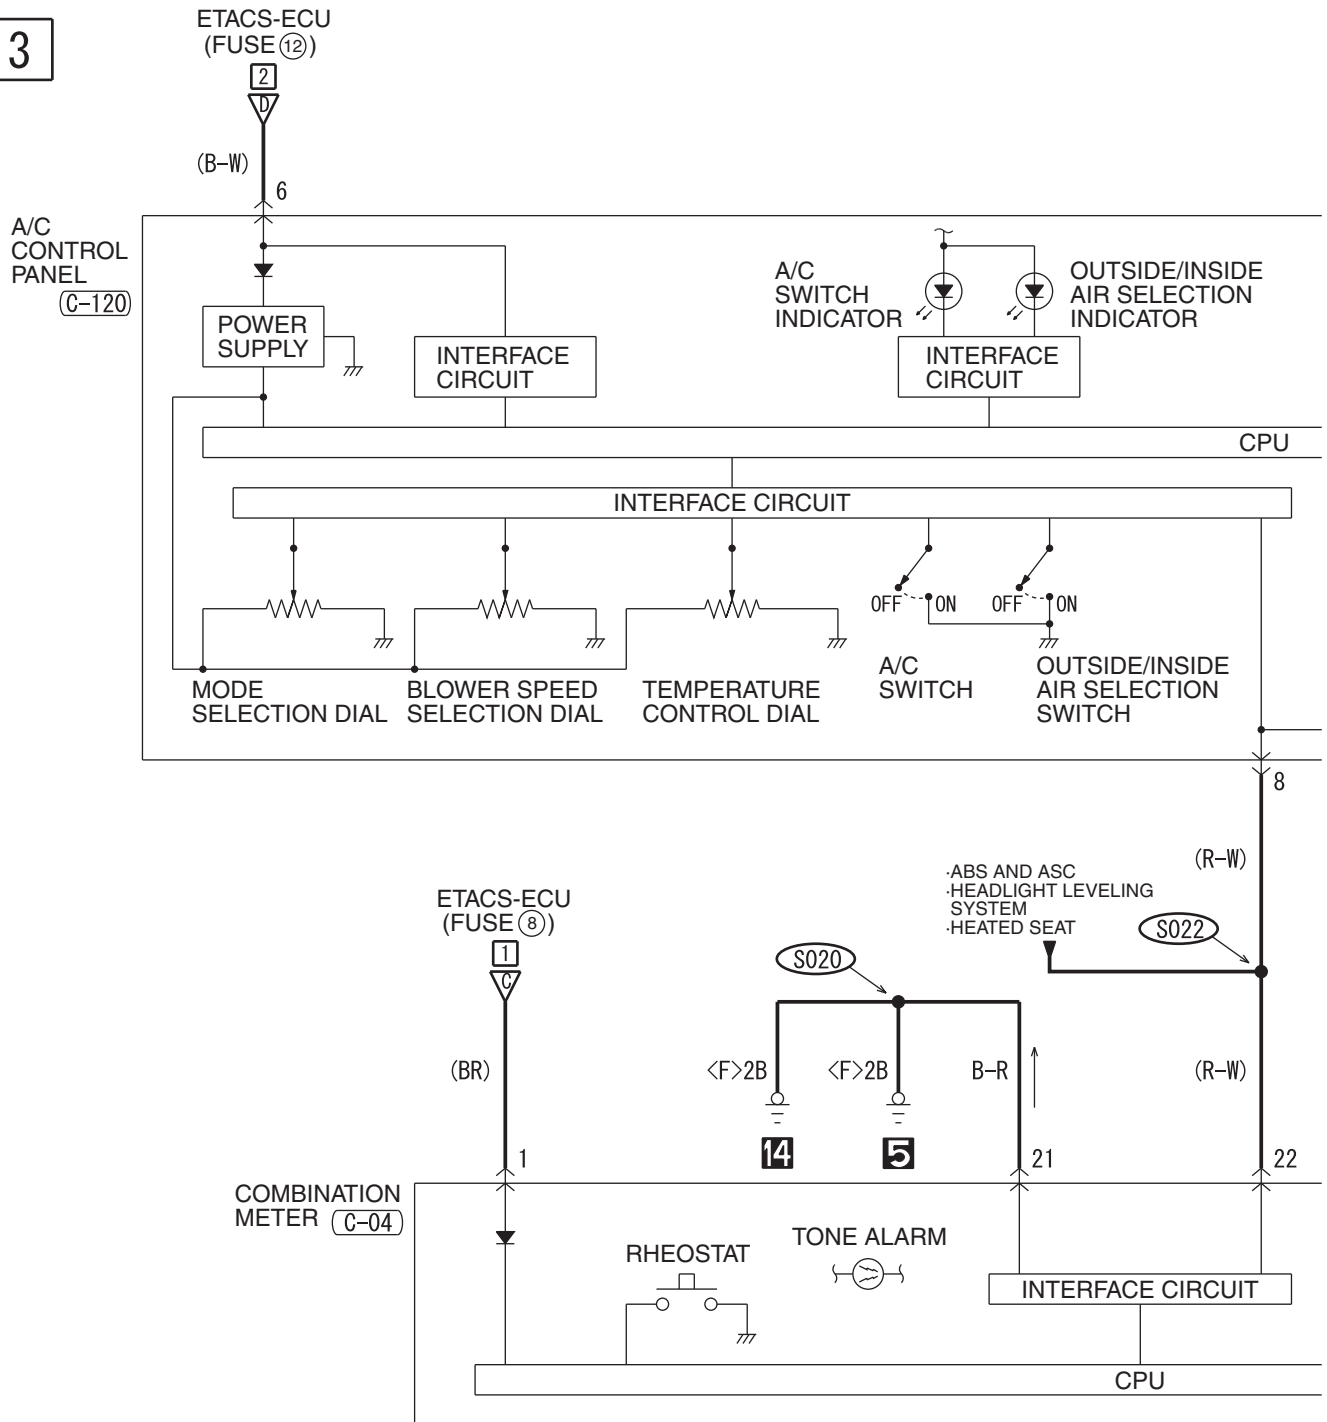 3
ETACS-ECU
(FUSE 12)
2
D
(B-W)
6
A/C
CONTROL
PANEL
C-120
POWER
SUPPLY
INTERFACE
CIRCUIT
A/C
SWITCH
INDICATOR
OUTSIDE/INSIDE
AIR SELECTION
INDICATOR
INTERFACE
CIRCUIT
CPU
INTERFACE CIRCUIT
OFF ON
OFF ON
MODE
SELECTION DIAL
BLOWER SPEED
SELECTION DIAL
TEMPERATURE
CONTROL DIAL
A/C
SWITCH
OUTSIDE/INSIDE
AIR SELECTION
SWITCH
8
(R-W)
·ABS AND ASC
·HEADLIGHT LEVELING
SYSTEM
·HEATED SEAT
S022
ETACS-ECU
(FUSE 8)
1
C
S020
(BR)
<F>2B
<F>2B
B-R
(R-W)
14
5
1
21
22
COMBINATION
METER C-04
RHEOSTAT
TONE ALARM
INTERFACE CIRCUIT
CPU